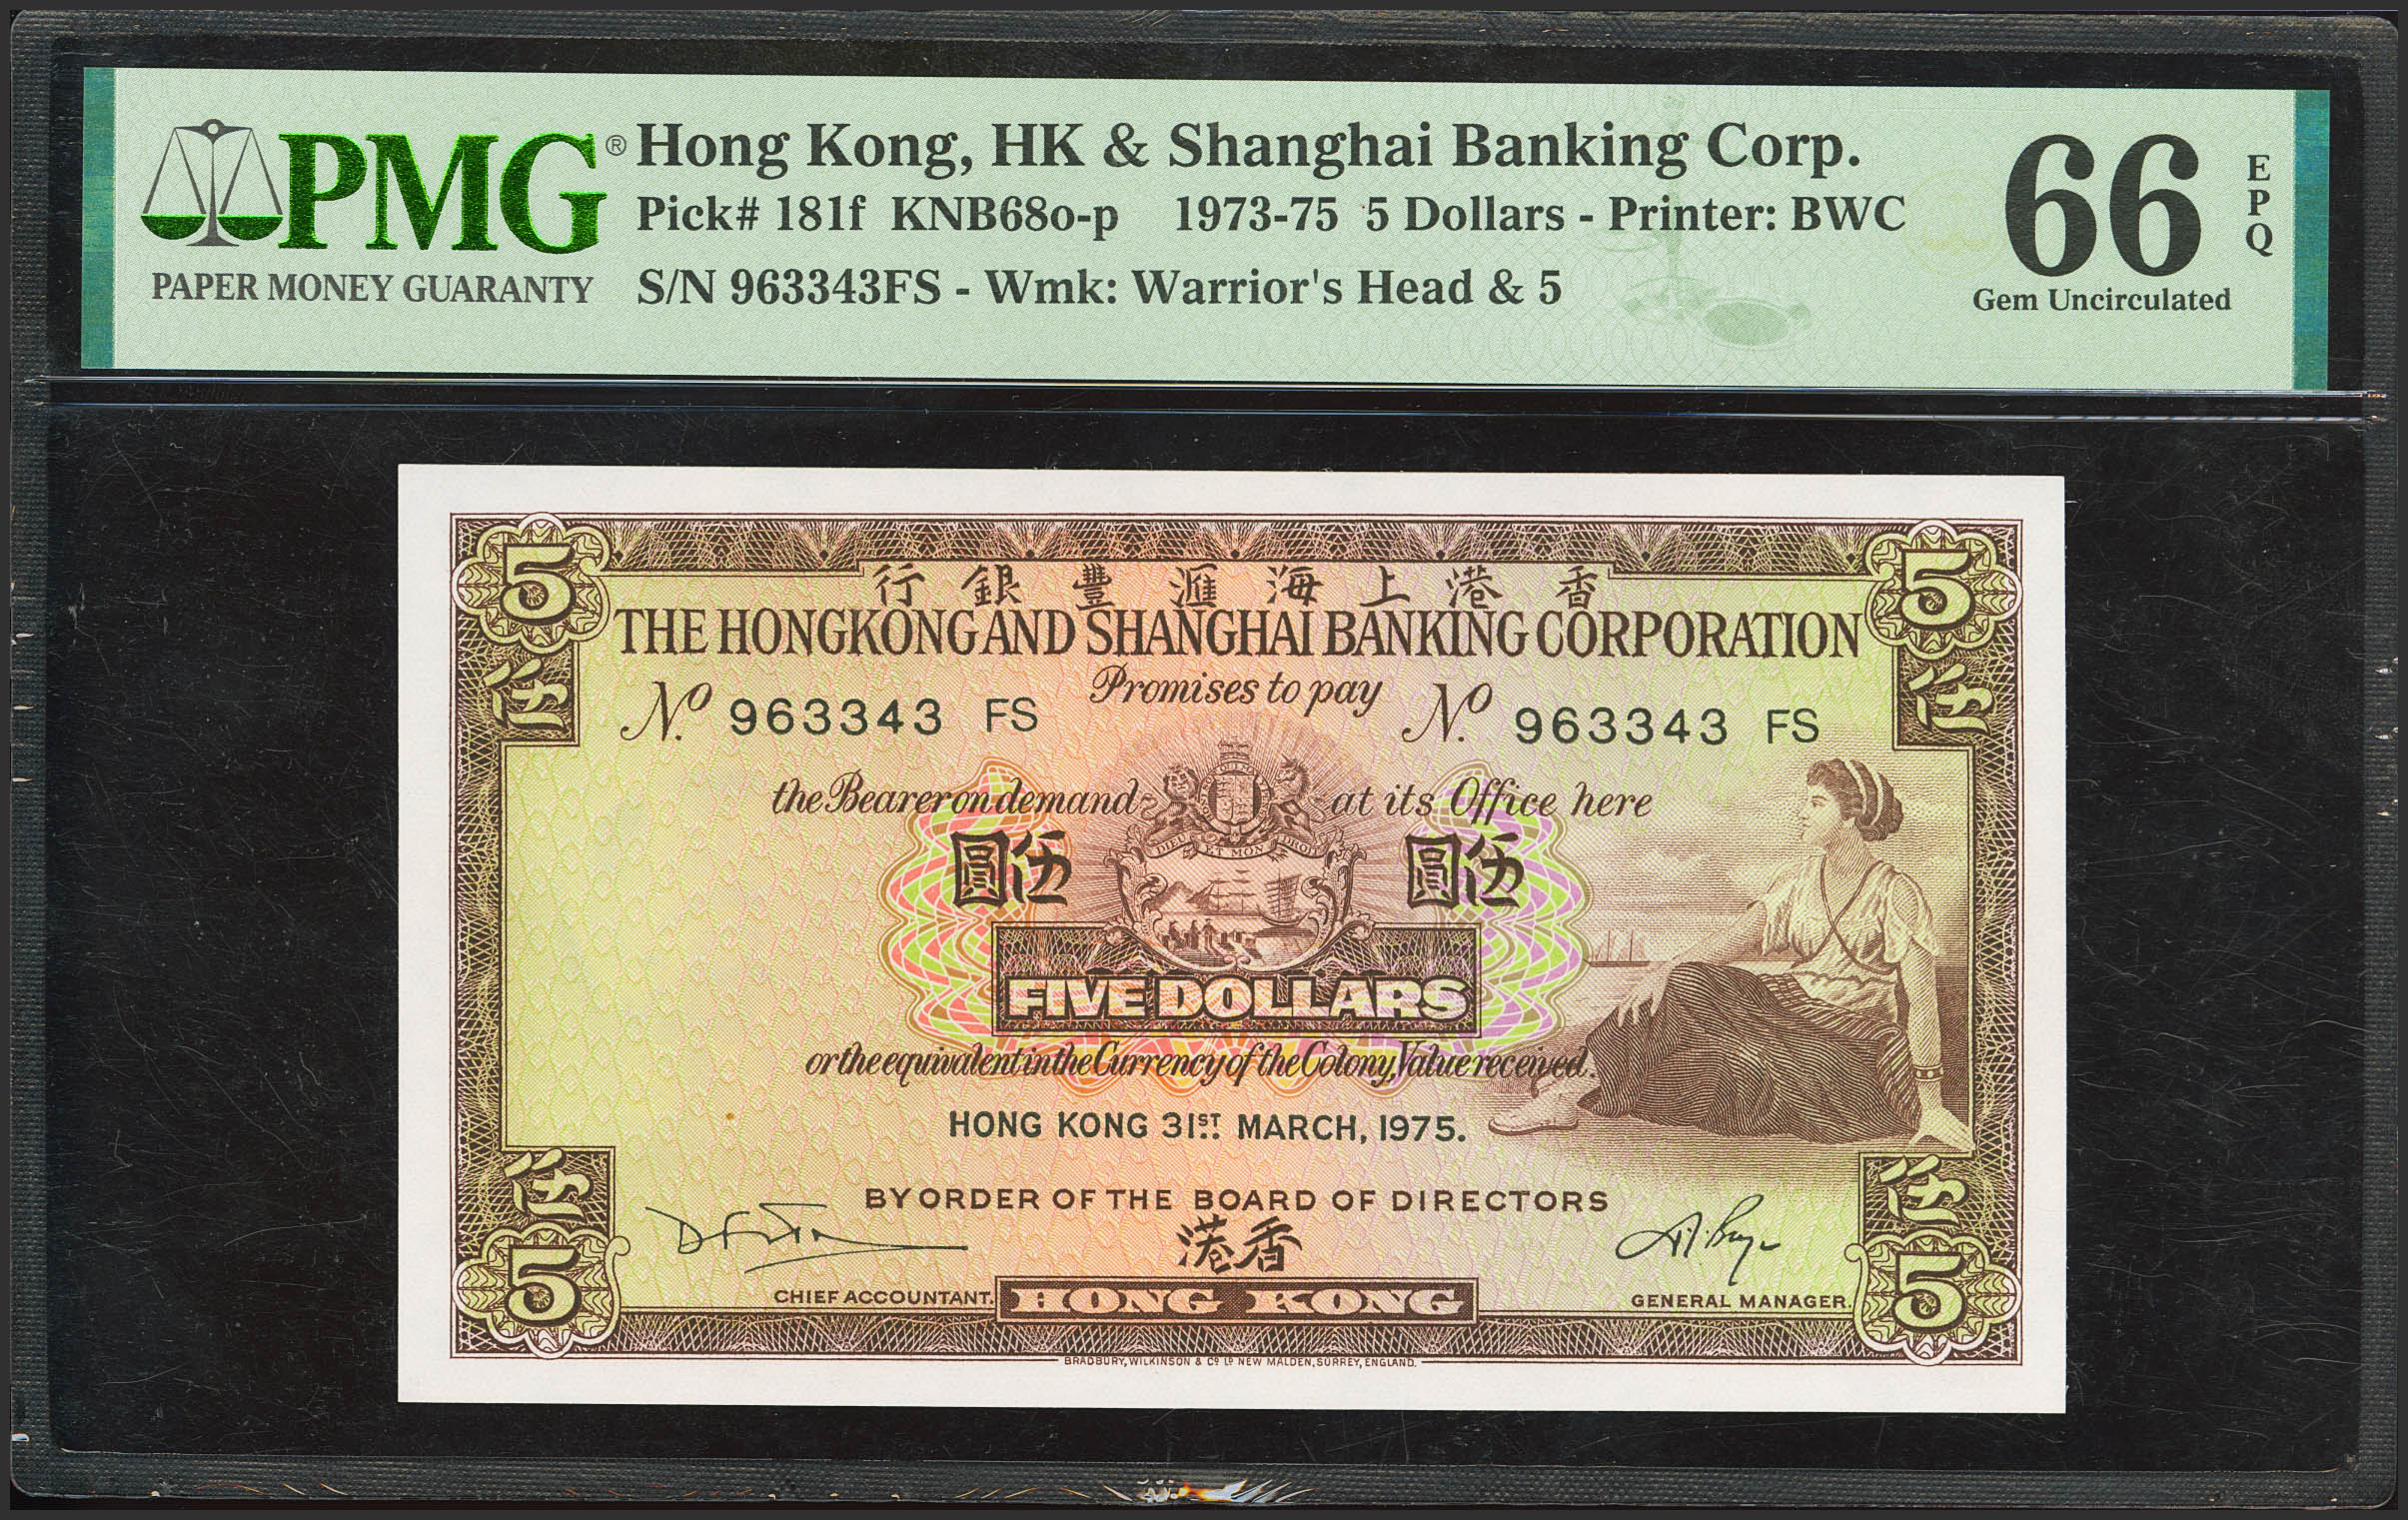 PMG®
PAPER MONEY GUARANTY
Hong Kong, HK & Shanghai Banking Corp.
Pick# 181f KNB68o-p 1973-75 5 Dollars - Printer: BWC
S/N 963343FS - Wmk: Warrior's Head & 5
66
EPQ
Gem Uncirculated
5 5
行銀豐滙海上港香
THE HONGKONG AND SHANGHAI BANKING CORPORATION
伍 伍
Promises to pay
Nº 963343 FS Nº 963343 FS
the Bearer on demand at its Office here
DIEU ET MON DROIT
圓伍 圓伍
FIVE DOLLARS
or the equivalent in the Currency of the Colony, Value received.
HONG KONG 31ST MARCH, 1975.
伍 伍
BY ORDER OF THE BOARD OF DIRECTORS
港香
5 5
CHIEF ACCOUNTANT. HONG KONG GENERAL MANAGER.
BRADBURY, WILKINSON & Cº Lº NEW MALDEN, SURREY, ENGLAND.